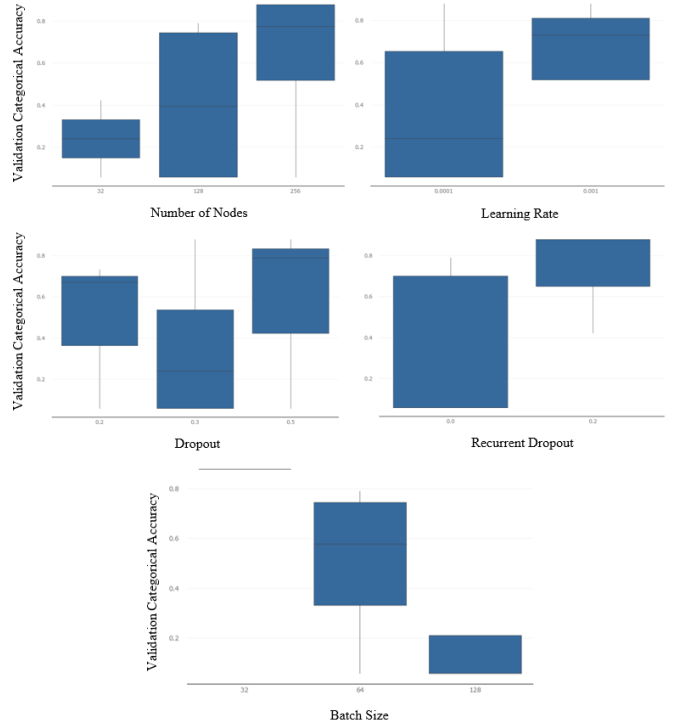 Validation Categorical Accuracy
0.8
0.6
0.4
0.2
32 128 256
Number of Nodes
0.8
0.6
0.4
0.2
0.0001 0.001
Learning Rate
Validation Categorical Accuracy
0.8
0.6
0.4
0.2
0.2 0.3 0.5
Dropout
0.8
0.6
0.4
0.2
0.0 0.2
Recurrent Dropout
Validation Categorical Accuracy
0.8
0.6
0.4
0.2
32 64 128
Batch Size